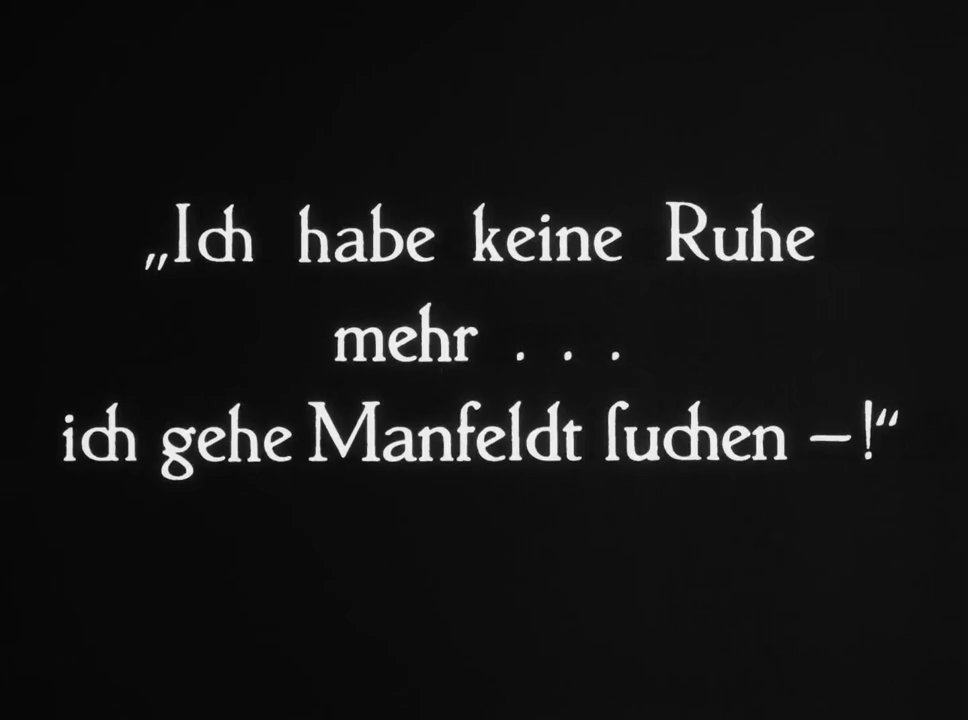 „Ich habe keine Ruhe
mehr . . .
ich gehe Manfeldt ſuchen –!“